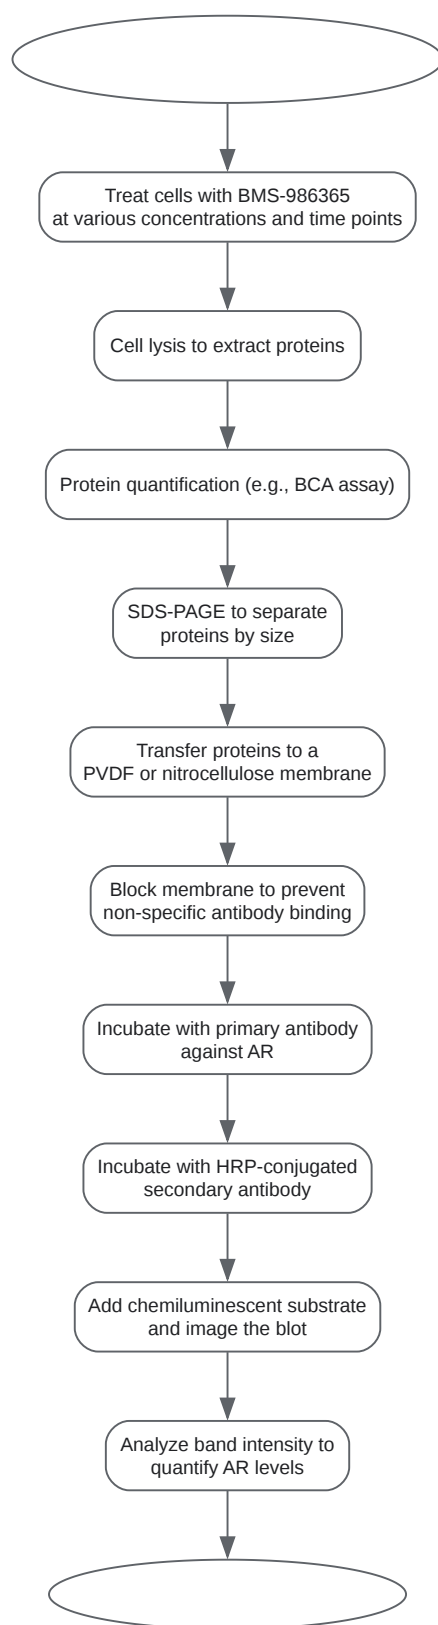 Treat cells with BMS-986365
at various concentrations and time points
Cell lysis to extract proteins
Protein quantification (e.g., BCA assay)
SDS-PAGE to separate
proteins by size
Transfer proteins to a
PVDF or nitrocellulose membrane
Block membrane to prevent
non-specific antibody binding
Incubate with primary antibody
against AR
Incubate with HRP-conjugated
secondary antibody
Add chemiluminescent substrate
and image the blot
Analyze band intensity to
quantify AR levels